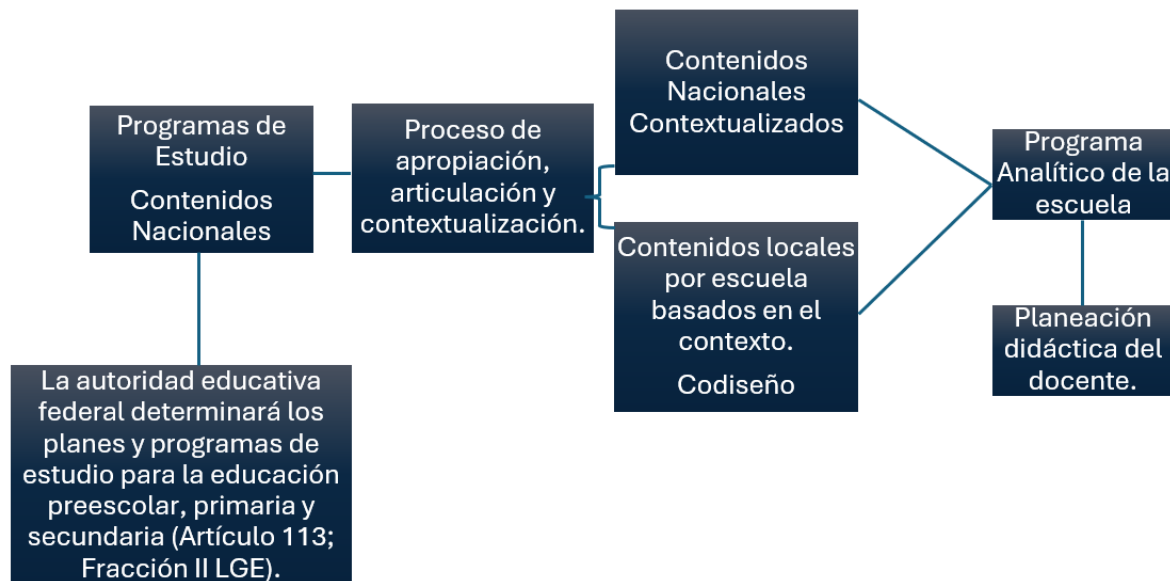 Programas de
Estudio
Contenidos
Nacionales
La autoridad educativa
federal determinará los
planes y programas de
estudio para la educación
preescolar, primaria y
secundaria (Artículo 113;
Fracción II LGE).
Proceso de
apropiación,
articulación y
contextualización.
Contenidos
Nacionales
Contextualizados
Contenidos locales
por escuela
basados en el
contexto.
Codiseño
Programa
Analítico de la
escuela
Planeación
didáctica del
docente.